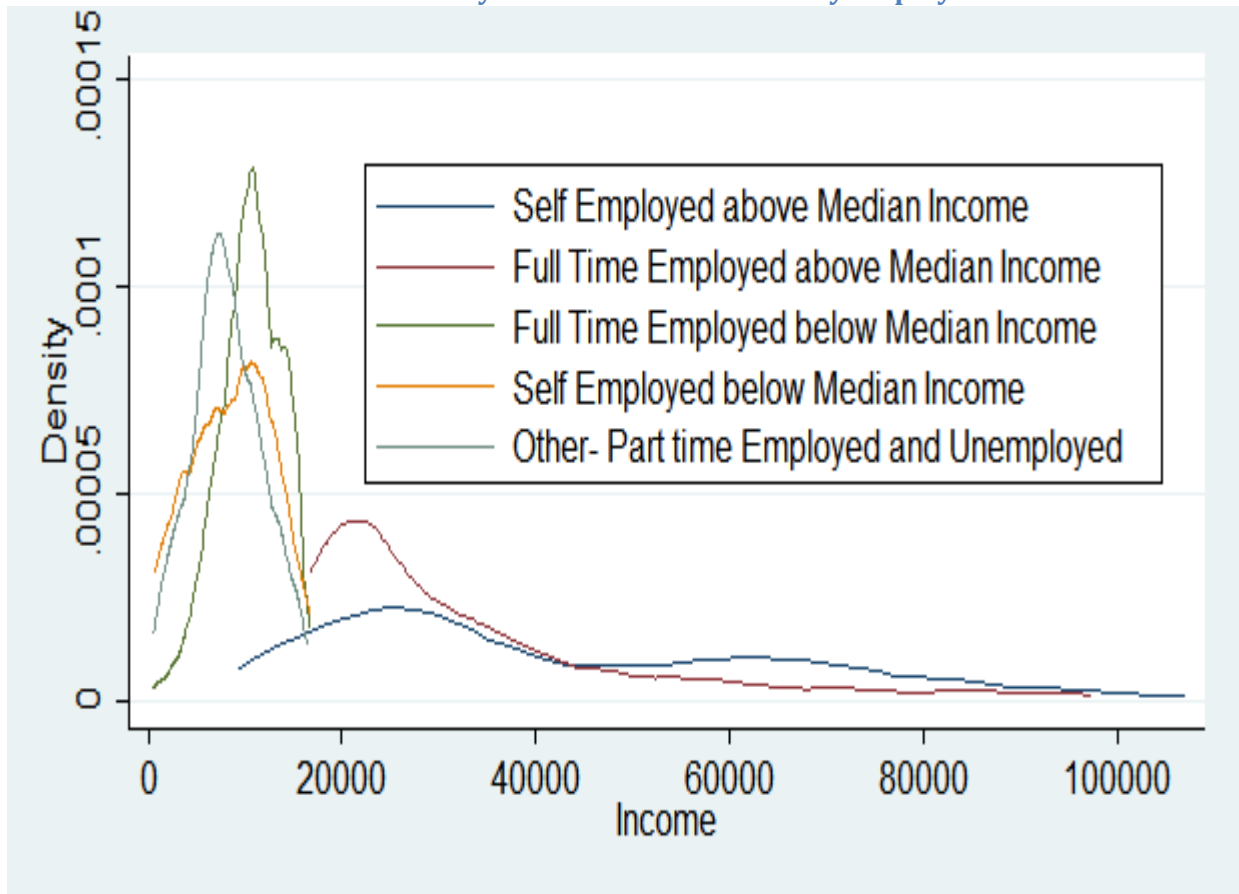 .00015
.0001
.00005
0
Density
Self Employed above Median Income
Full Time Employed above Median Income
Full Time Employed below Median Income
Self Employed below Median Income
Other- Part time Employed and Unemployed
0 20000 40000 60000 80000 100000
Income